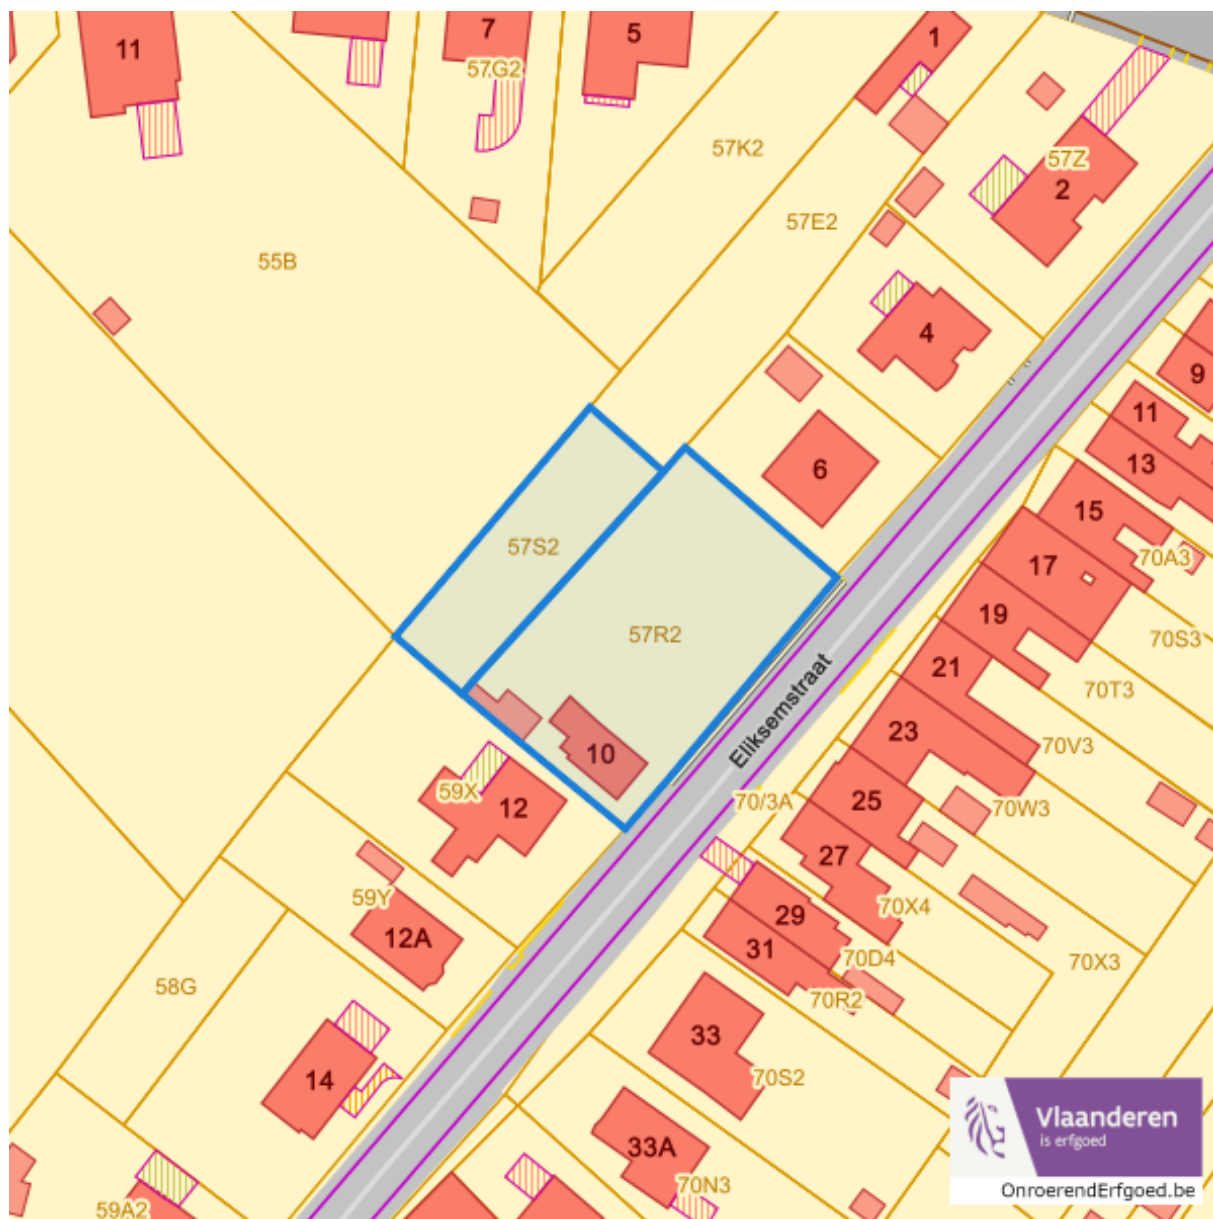 11
7
5
1
57G2
57K2
57Z
2
57E2
55B
4
9
11
13
6
15
70A3
17
57S2
19
70S3
57R2
21
70T3
Eliksemstraat
23
70V3
10
59X
12
70/3A
25
70W3
27
59Y
29
70X4
12A
31
70D4
70X3
58G
70R2
33
14
70S2
33A
70N3
59A2
Vlaanderen
is erfgoed
OnroerendErfgoed.be